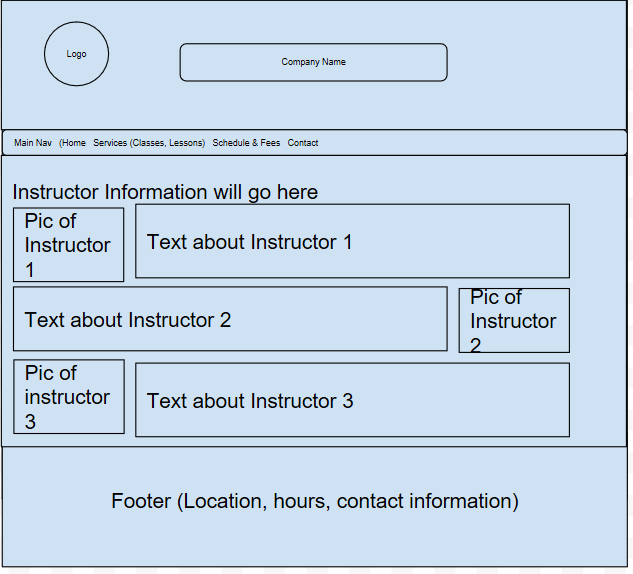 Logo
Company Name
Main Nav (Home Services (Classes, Lessons) Schedule & Fees Contact
Instructor Information will go here
Pic of
Instructor
1
Text about Instructor 1
Text about Instructor 2
Pic of
Instructor
2
Pic of
instructor
3
Text about Instructor 3
Footer (Location, hours, contact information)